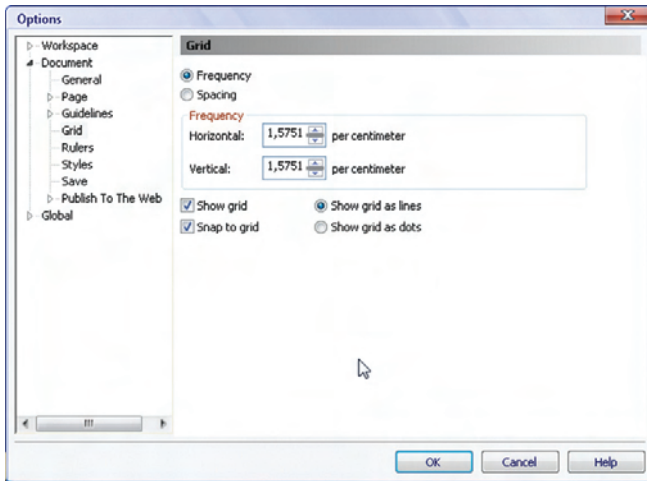 Options
Workspace
Document
General
Page
Guidelines
Grid
Rulers
Styles
Save
Publish To The Web
Global
Grid
Frequency
Spacing
Frequency
Horizontal: 1,5751 per centimeter
Vertical: 1,5751 per centimeter
Show grid Show grid as lines
Snap to grid Show grid as dots
OK Cancel Help